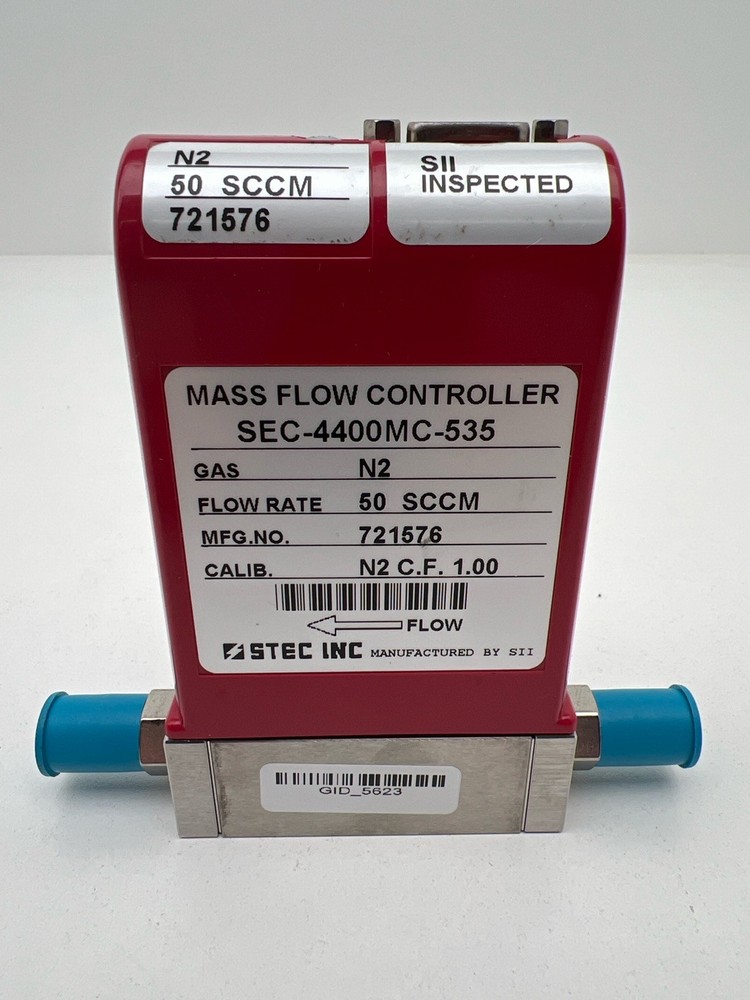 N2
50 SCCM
721576
SII
INSPECTED
MASS FLOW CONTROLLER
SEC-4400MC-535
GAS N2
FLOW RATE 50 SCCM
MFG.NO. 721576
CALIB. N2 C.F. 1.00
FLOW
STEC INC MANUFACTURED BY SII
GID_5623